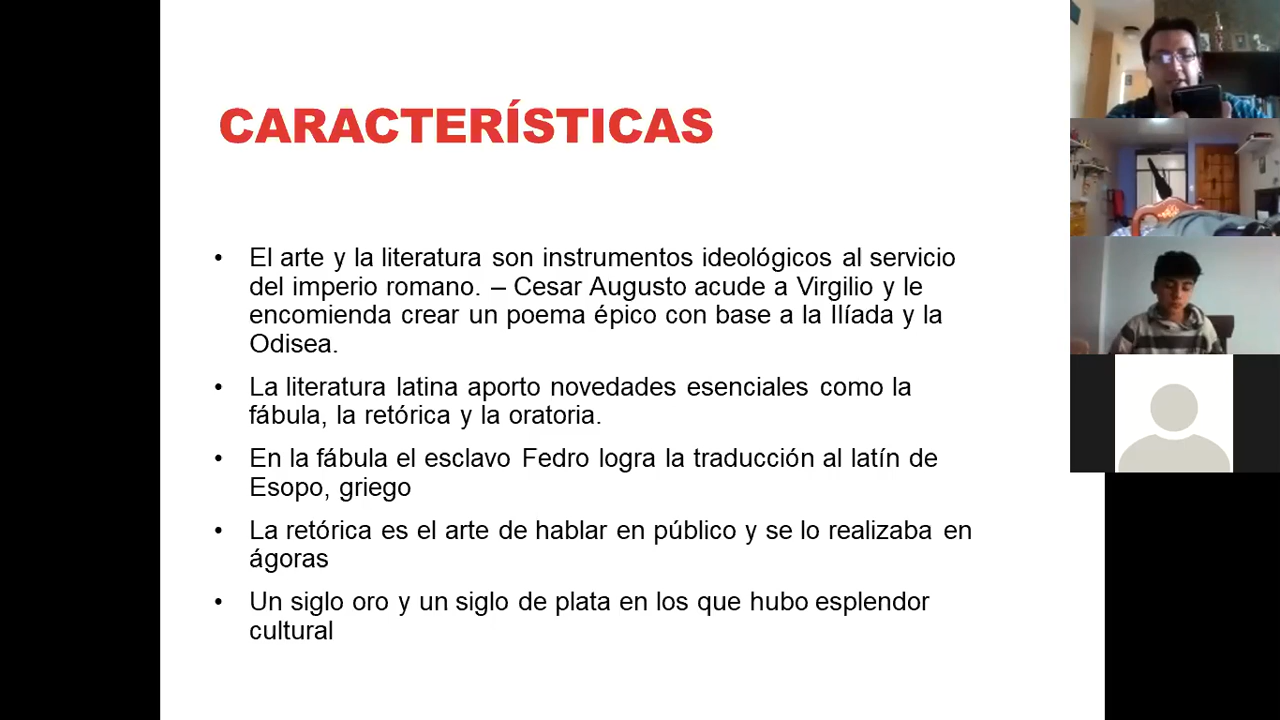 CARACTERÍSTICAS
• El arte y la literatura son instrumentos ideológicos al servicio
del imperio romano. – Cesar Augusto acude a Virgilio y le
encomienda crear un poema épico con base a la Ilíada y la
Odisea.
• La literatura latina aporto novedades esenciales como la
fábula, la retórica y la oratoria.
• En la fábula el esclavo Fedro logra la traducción al latín de
Esopo, griego
• La retórica es el arte de hablar en público y se lo realizaba en
ágoras
• Un siglo oro y un siglo de plata en los que hubo esplendor
cultural